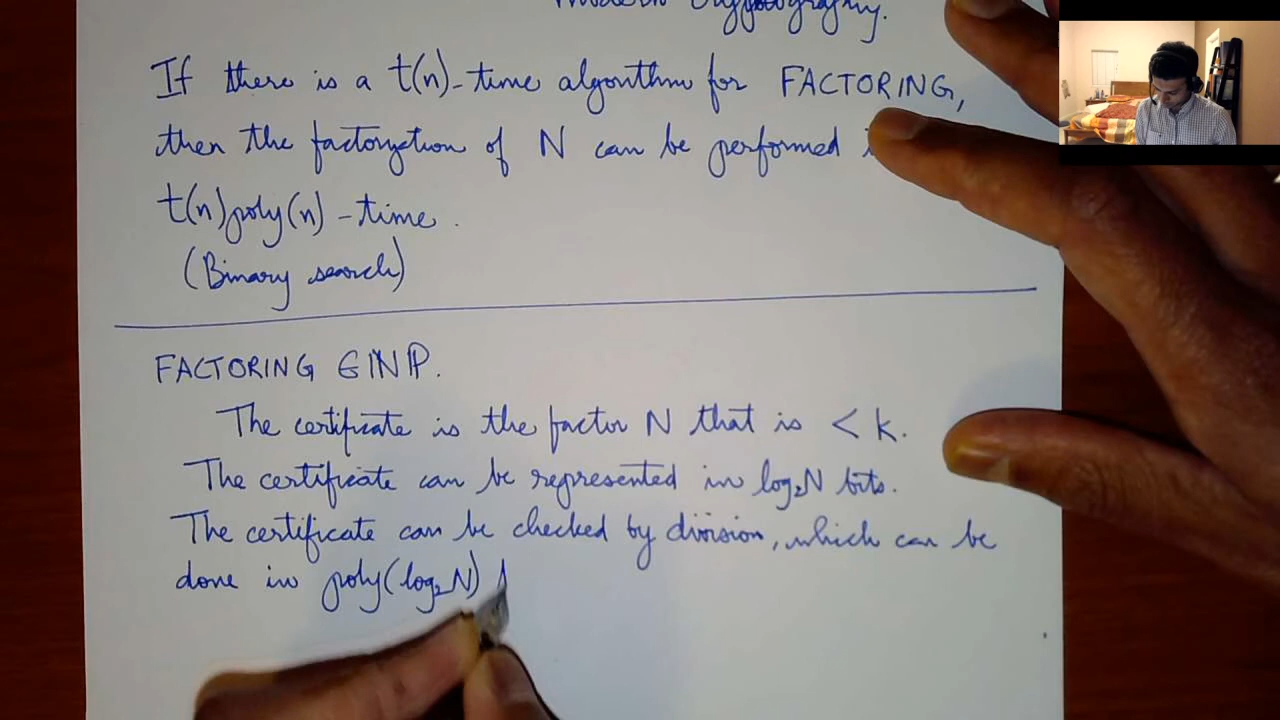 modern Cryptography.
If there is a t(n)-time algorithm for FACTORING,
then the factorization of N can be performed
t(n)poly(n)-time.
(Binary search)
FACTORING ∈ NP.
The certificate is the factor N that is < k.
The certificate can be represented in log₂N bits.
The certificate can be checked by division, which can be
done in poly(log₂N)